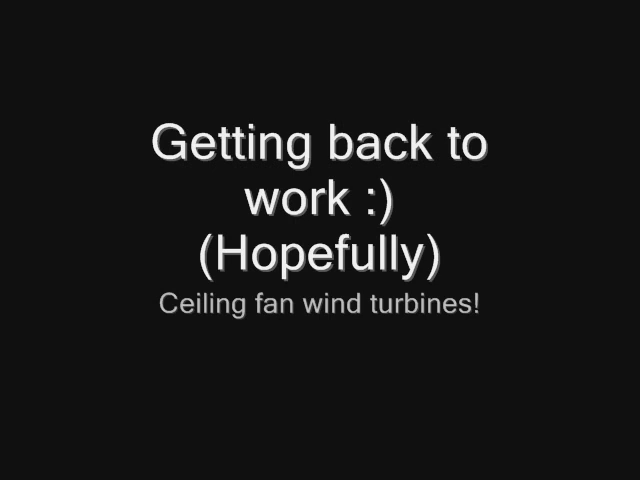 Getting back to
work :)
(Hopefully)
Ceiling fan wind turbines!